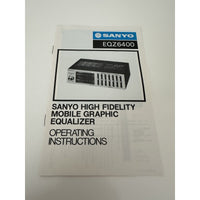 SANYO
EQZ6400
SANYO HIGH FIDELITY
MOBILE GRAPHIC
EQUALIZER
OPERATING
INSTRUCTIONS